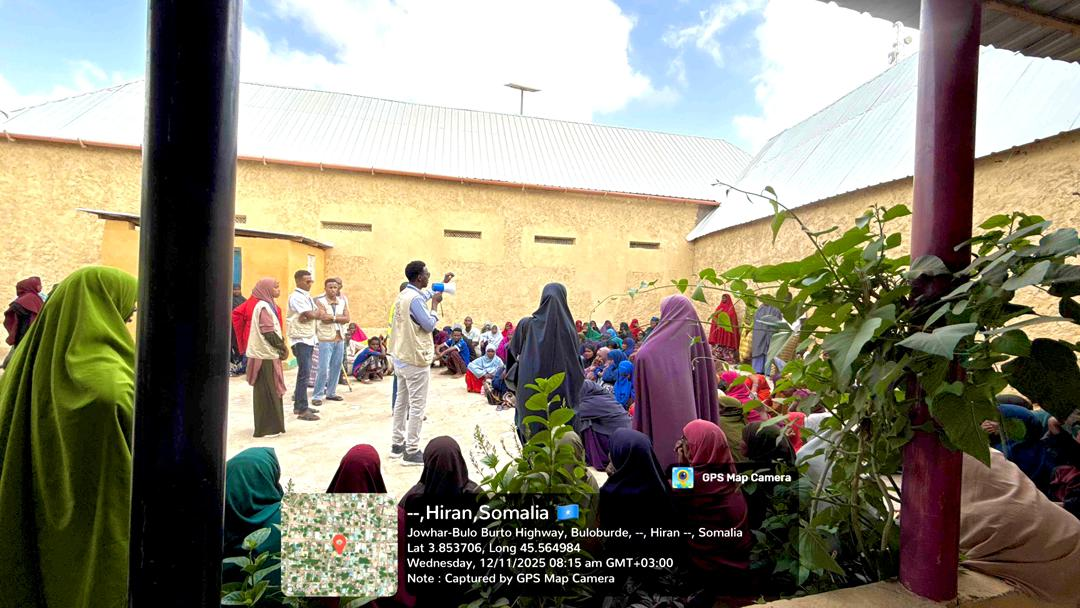 GPS Map Camera
--,Hiran,Somalia 🇸🇴
Jowhar-Bulo Burto Highway, Buloburde, --, Hiran --, Somalia
Lat 3.853706, Long 45.564984
Wednesday, 12/11/2025 08:15 am GMT+03:00
Note : Captured by GPS Map Camera